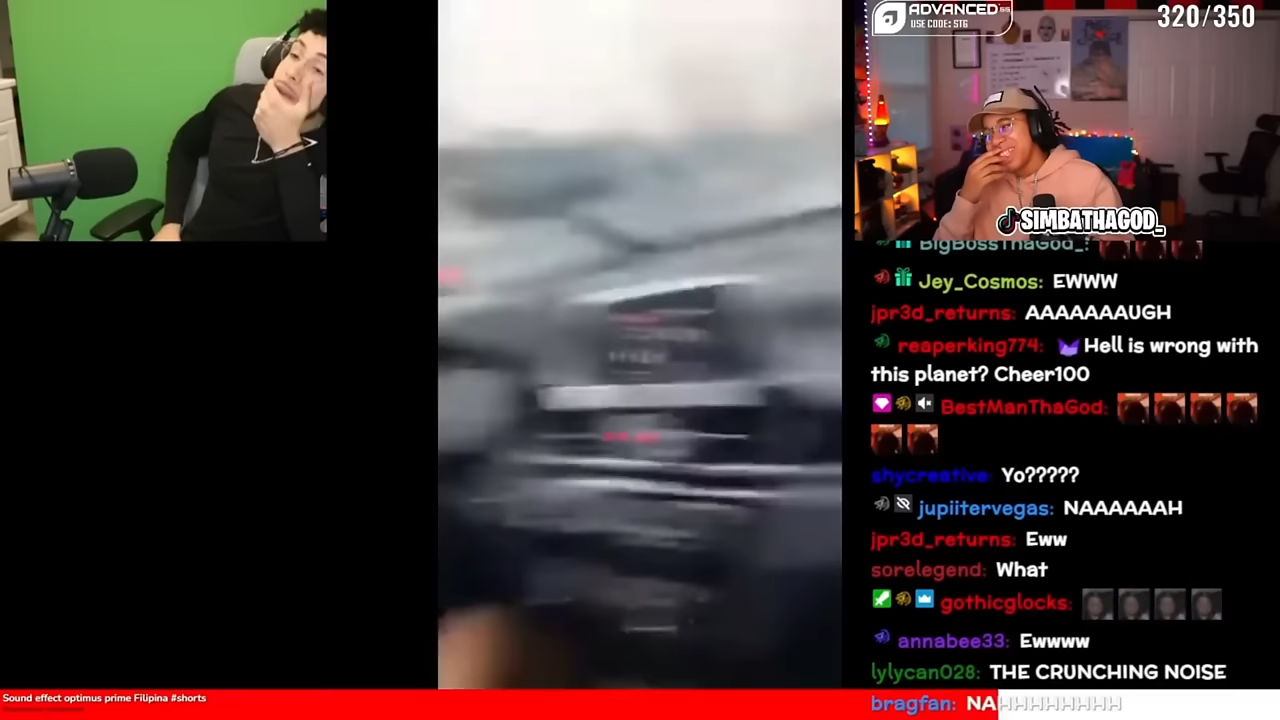 ADVANCED
USE CODE: STG
320/350
SIMBATHAGOD_
BigBossThaGod_:
Jey_Cosmos: EWWW
jpr3d_returns: AAAAAAAUGH
reaperking774: Hell is wrong with
this planet? Cheer100
BestManThaGod:
shycreative: Yo?????
jupiitervegas: NAAAAAAH
jpr3d_returns: Eww
sorelegend: What
gothicglocks:
annabee33: Ewwww
lylycan028: THE CRUNCHING NOISE
Sound effect optimus prime Filipina #shorts
bragfan: NAHHHHHHHHH